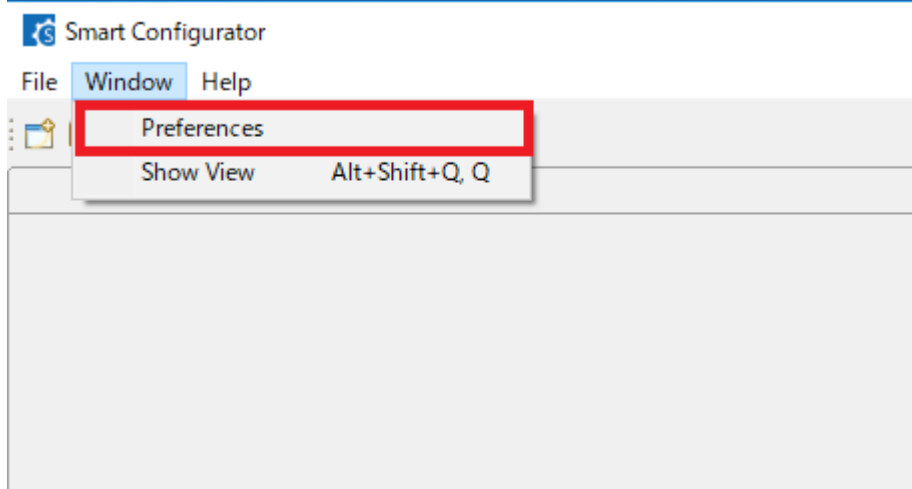 Smart Configurator
File Window Help
Preferences
Show View Alt+Shift+Q, Q